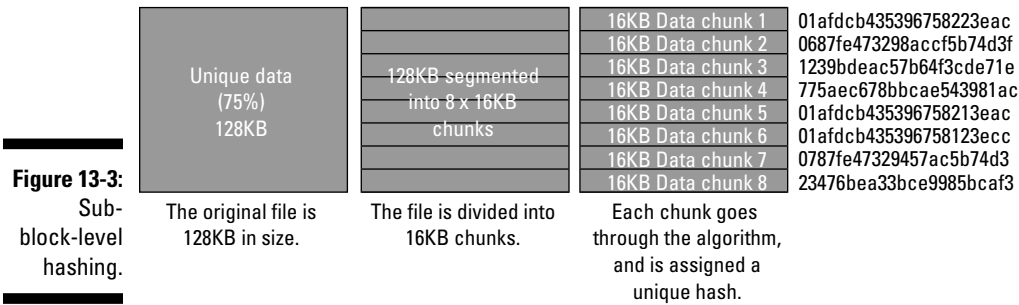 Unique data
(75%)
128KB
128KB segmented
into 8 x 16KB
chunks
16KB Data chunk 1 01afdcb435396758223eac
16KB Data chunk 2 0687fe473298accf5b74d3f
16KB Data chunk 3 1239bdeac57b64f3cde71e
16KB Data chunk 4 775aec678bbcae543981ac
16KB Data chunk 5 01afdcb435396758213eac
16KB Data chunk 6 01afdcb435396758123ecc
16KB Data chunk 7 0787fe47329457ac5b74d3
16KB Data chunk 8 23476bea33bce9985bcaf3
Figure 13-3:
Sub-
block-level
hashing.
The original file is
128KB in size.
The file is divided into
16KB chunks.
Each chunk goes
through the algorithm,
and is assigned a
unique hash.